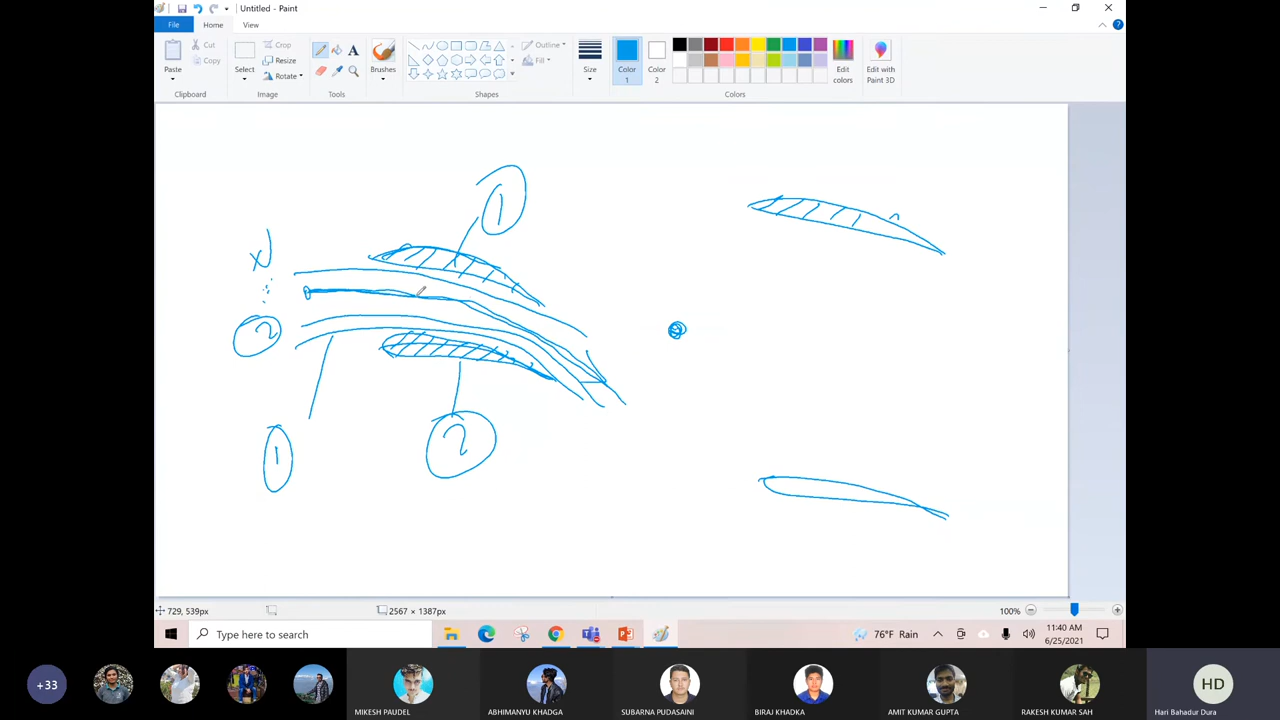 Untitled - Paint
File Home View
Cut Crop Outline
Copy Resize Fill
Rotate
Paste Select Brushes Size Color 1 Color 2 Edit colors Edit with Paint 3D
Clipboard Image Tools Shapes Colors
A
1
N
2
2
1
729, 539px 2567 × 1387px 100%
Type here to search 76°F Rain 11:40 AM
6/25/2021
+33 HD
MIKESH PAUDEL ABHIMANYU KHADGA SUBARNA PUDASAINI BIRAJ KHADKA AMIT KUMAR GUPTA RAKESH KUMAR SAH Hari Bahadur Dura